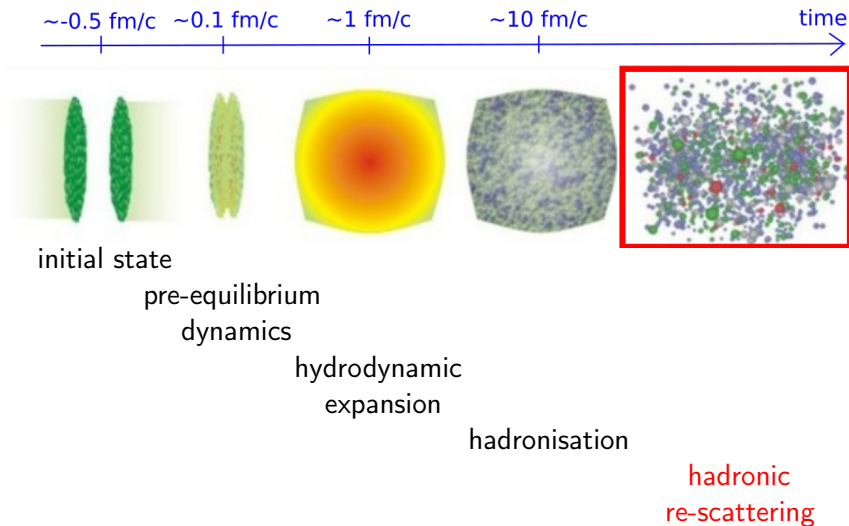 ~-0.5 fm/c ~0.1 fm/c ~1 fm/c ~10 fm/c time
initial state
pre-equilibrium
dynamics
hydrodynamic
expansion
hadronisation
hadronic
re-scattering